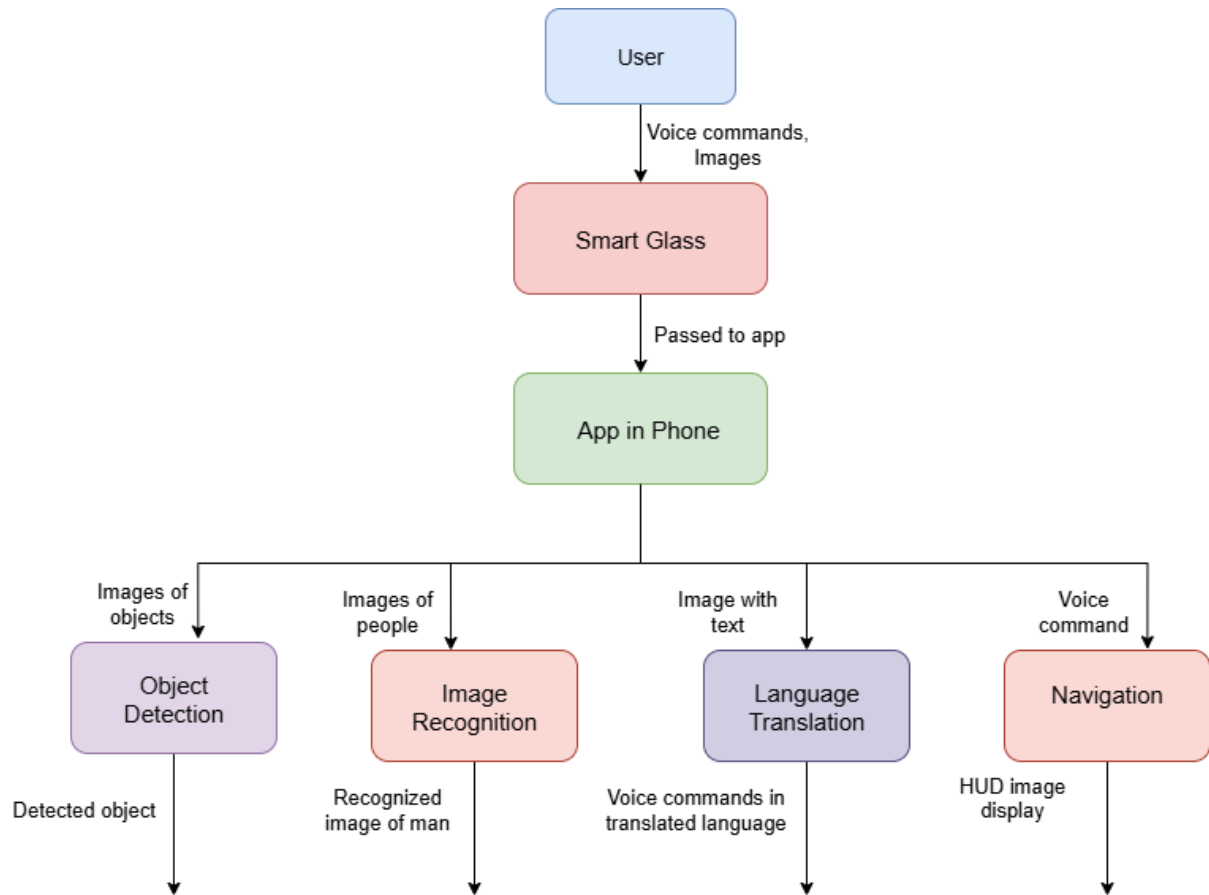 User
Voice commands,
Images
Smart Glass
Passed to app
App in Phone
Images of
objects
Images of
people
Image with
text
Voice
command
Object
Detection
Image
Recognition
Language
Translation
Navigation
Detected object
Recognized
image of man
Voice commands in
translated language
HUD image
display